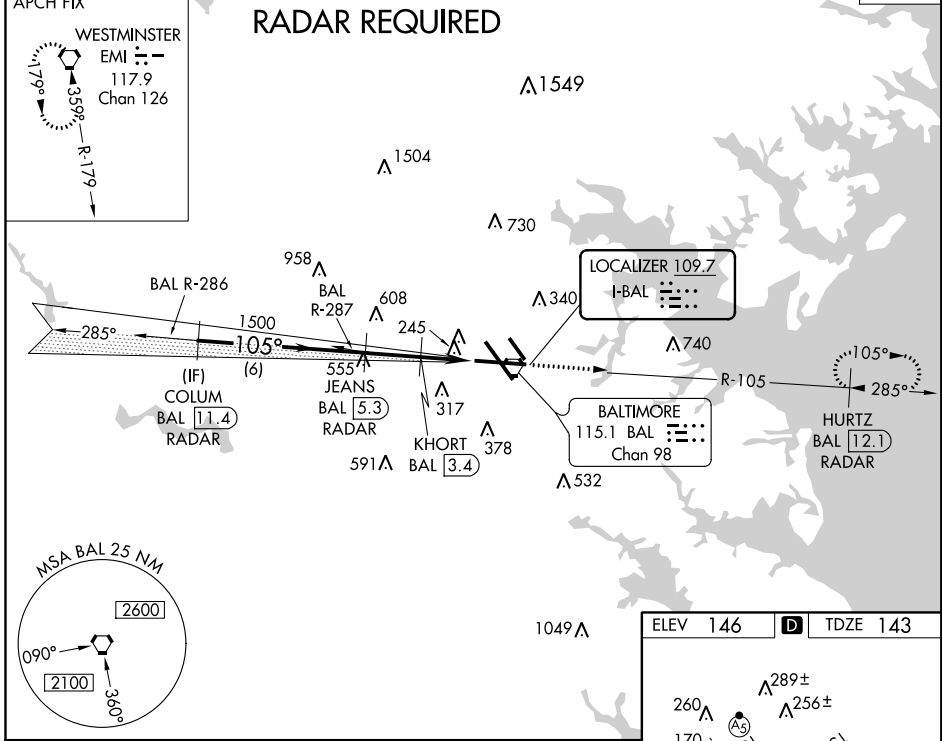 APCH FIX
RADAR REQUIRED
WESTMINSTER
EMI
117.9
Chan 126
179°
359°
R-179
1549
1504
730
958
BAL R-286
BAL
R-287
608
LOCALIZER 109.7
I-BAL
340
245
740
285°
1500
105°
(6)
555
(IF)
COLUM
BAL 11.4
RADAR
JEANS
BAL 5.3
RADAR
317
KHORT
BAL 3.4
378
591
BALTIMORE
115.1 BAL
Chan 98
532
R-105
105°
285°
HURTZ
BAL 12.1
RADAR
MSA BAL 25 NM
2600
090°
2100
360°
1049
ELEV 146 D TDZE 143
289±
260
256±
A5
170